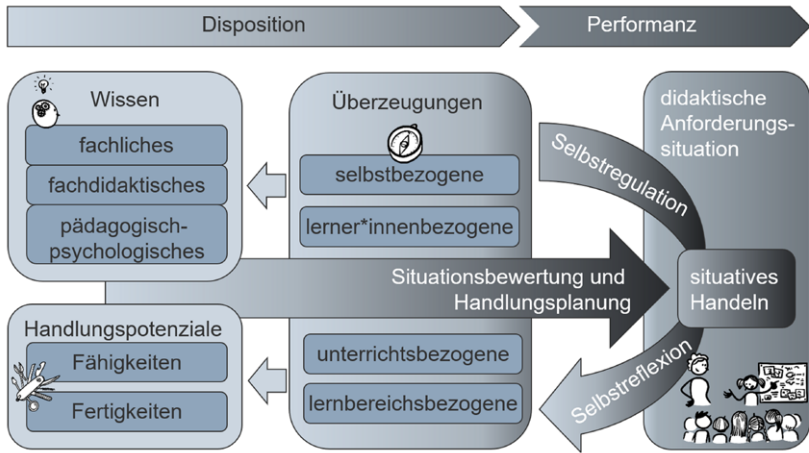 Disposition
Performanz
Wissen
fachliches
fachdidaktisches
pädagogisch-
psychologisches
Überzeugungen
selbstbezogene
lerner*innenbezogene
didaktische
Anforderungs-
situation
Selbstregulation
Situationsbewertung und
Handlungsplanung
situatives
Handeln
Handlungspotenziale
Fähigkeiten
Fertigkeiten
unterrichtsbezogene
lernbereichsbezogene
Selbstreflexion